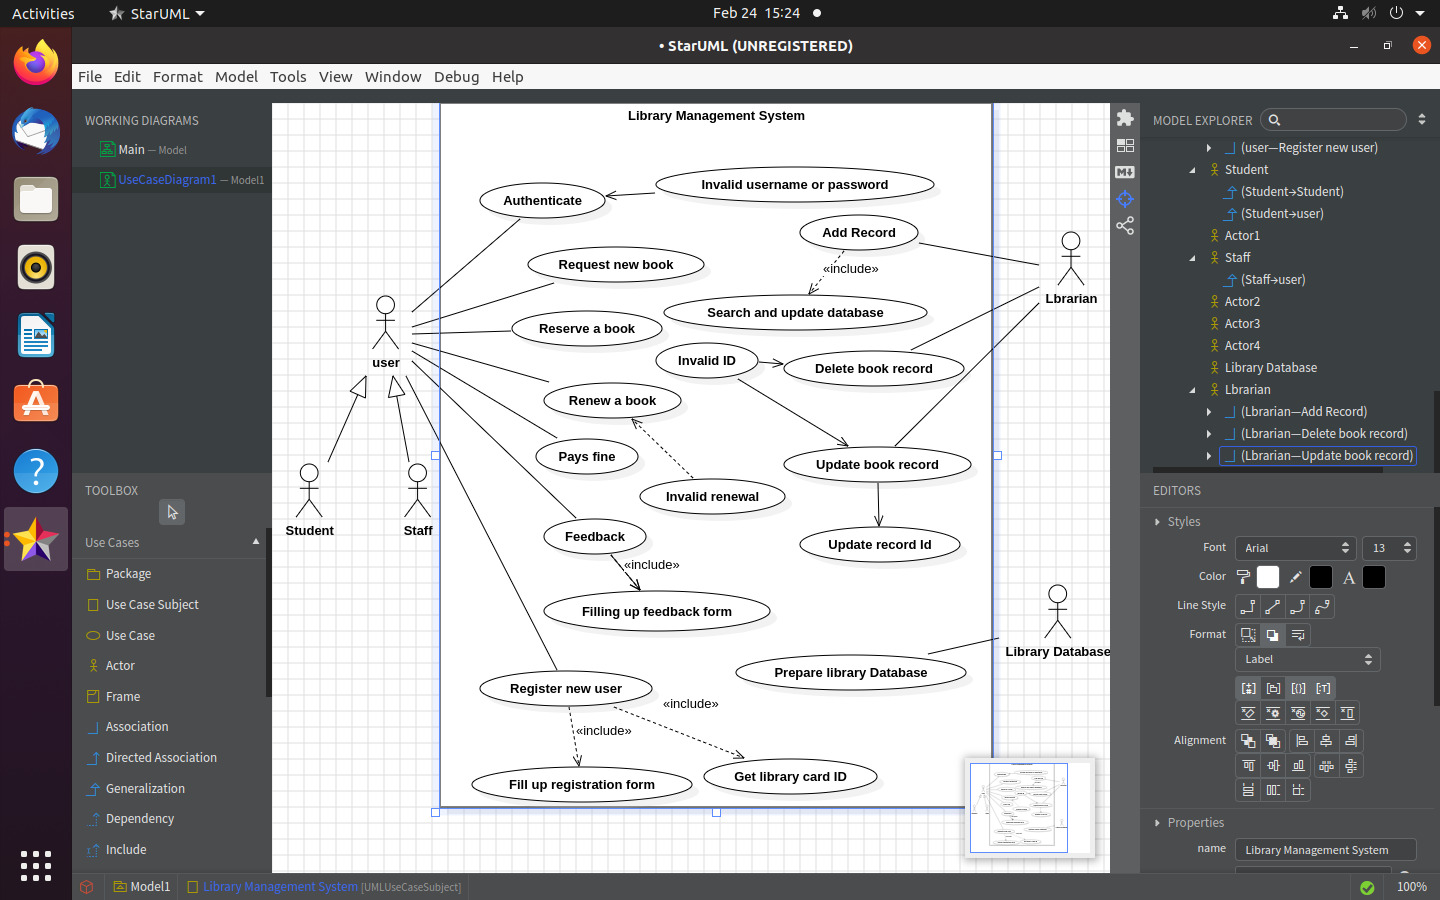 Activities
StarUML
Feb 24 15:24
• StarUML (UNREGISTERED)
File Edit Format Model Tools View Window Debug Help
WORKING DIAGRAMS
Main — Model
UseCaseDiagram1 — Model1
TOOLBOX
Use Cases
Package
Use Case Subject
Use Case
Actor
Frame
Association
Directed Association
Generalization
Dependency
Include
Library Management System
Invalid username or password
Authenticate
Add Record
Request new book
«include»
Lbrarian
Search and update database
Reserve a book
user
Invalid ID
Delete book record
Renew a book
Pays fine
Update book record
Invalid renewal
Student
Staff
Feedback
Update record Id
«include»
Filling up feedback form
Library Database
Prepare library Database
Register new user
«include»
«include»
Fill up registration form
Get library card ID
MODEL EXPLORER
(user—Register new user)
Student
(Student→Student)
(Student→user)
Actor1
Staff
(Staff→user)
Actor2
Actor3
Actor4
Library Database
Lbrarian
(Lbrarian—Add Record)
(Lbrarian—Delete book record)
(Lbrarian—Update book record)
EDITORS
Styles
Font Arial 13
Color
Line Style
Format
Label
Alignment
Properties
name Library Management System
Model1
Library Management System [UMLUseCaseSubject]
100%